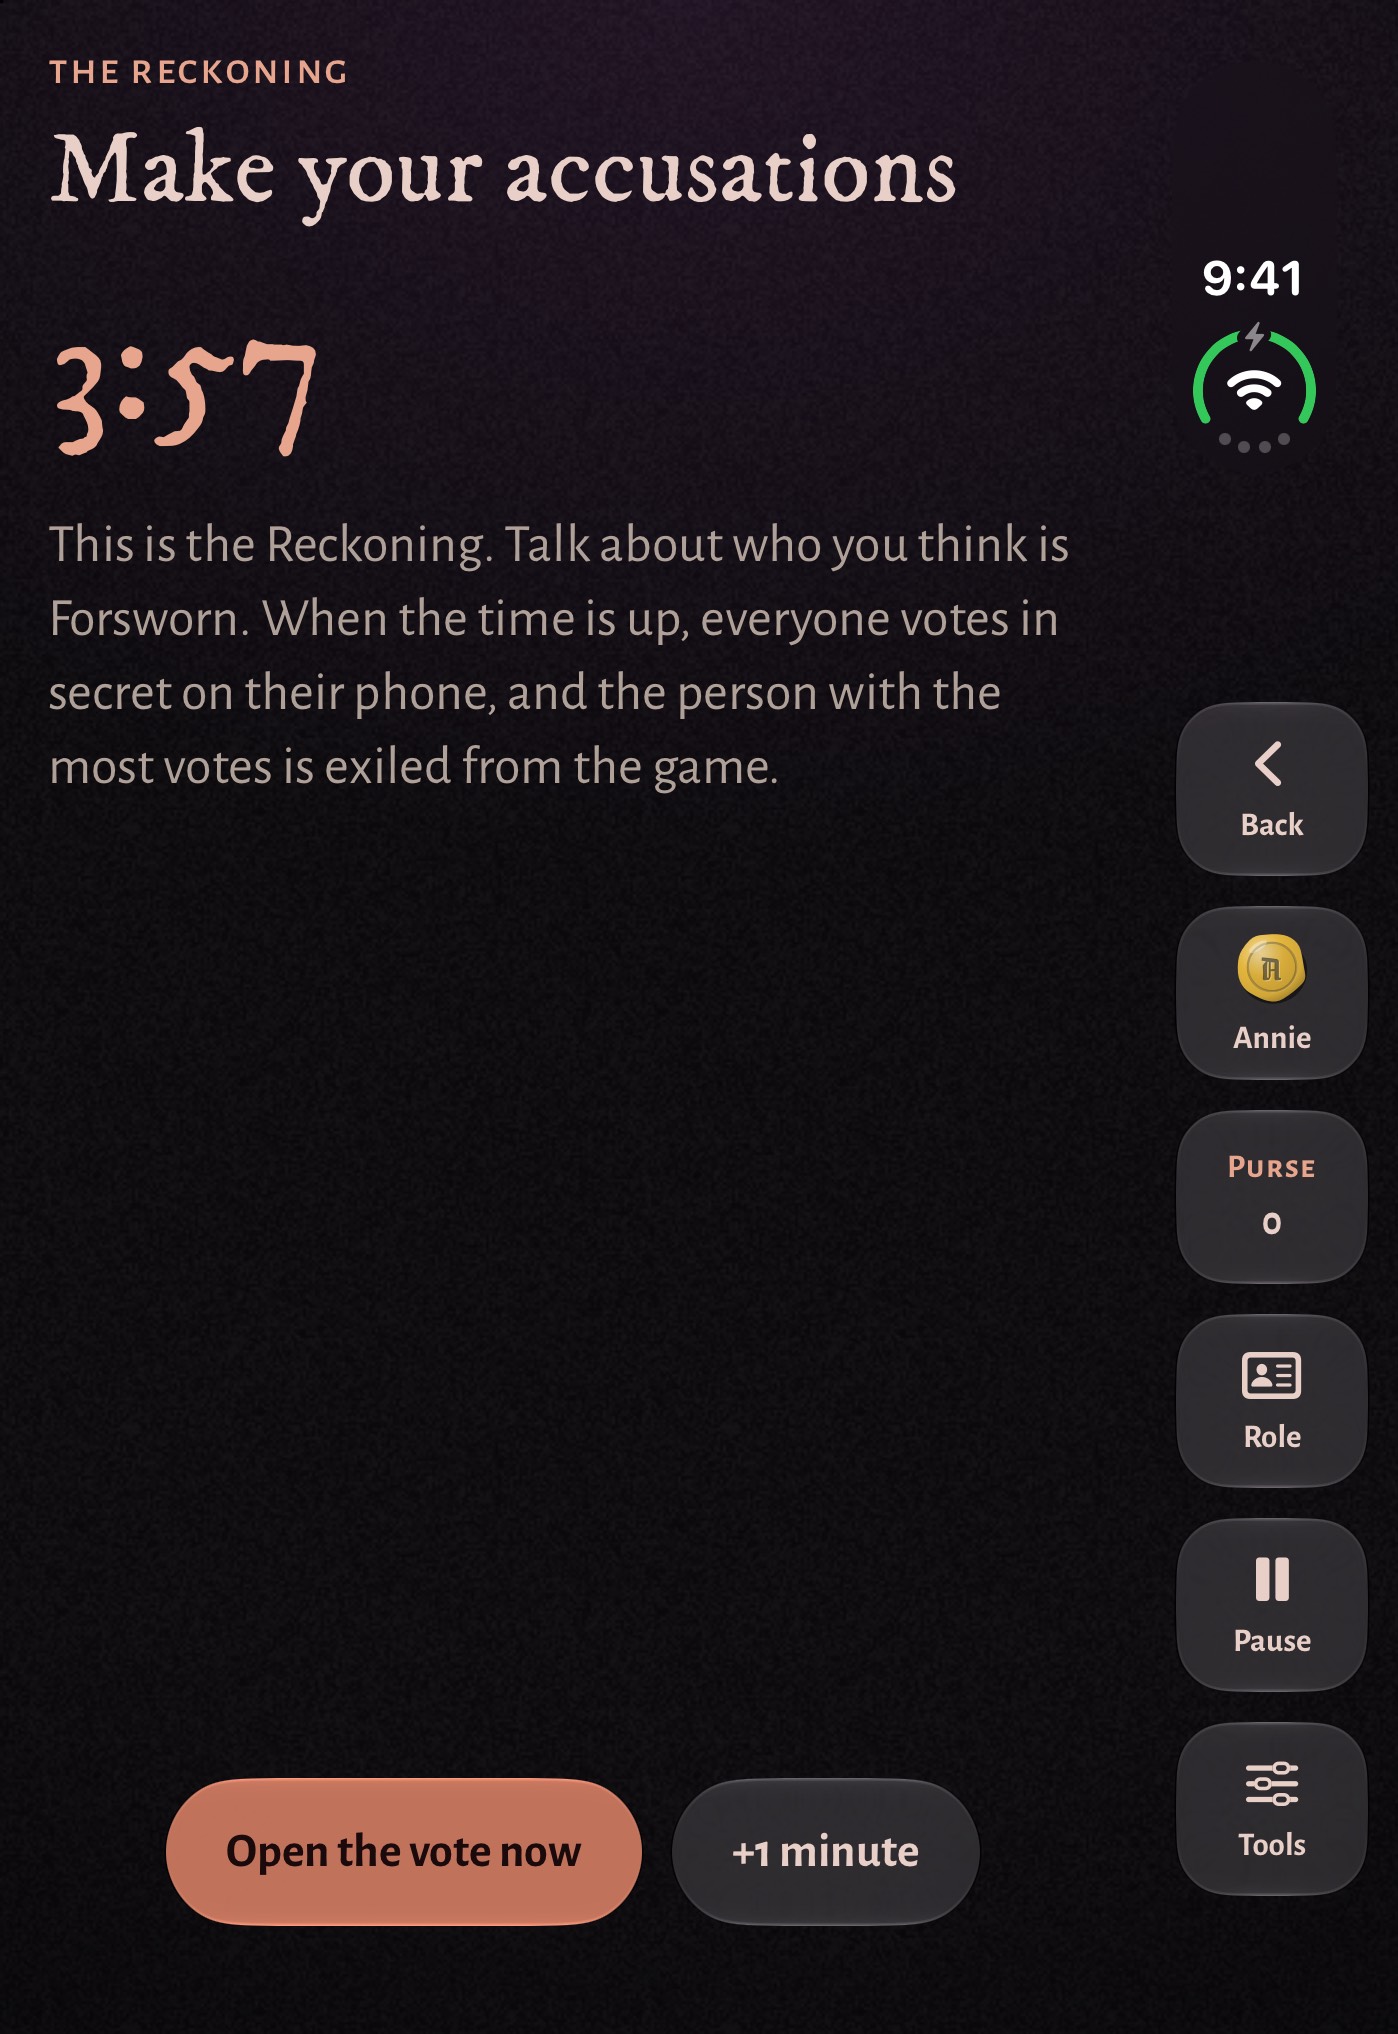 THE RECKONING
Make your accusations
9:41
3:57
This is the Reckoning. Talk about who you think is
Forsworn. When the time is up, everyone votes in
secret on their phone, and the person with the
most votes is exiled from the game.
Back
A
Annie
PURSE
0
Role
Pause
Tools
Open the vote now
+1 minute